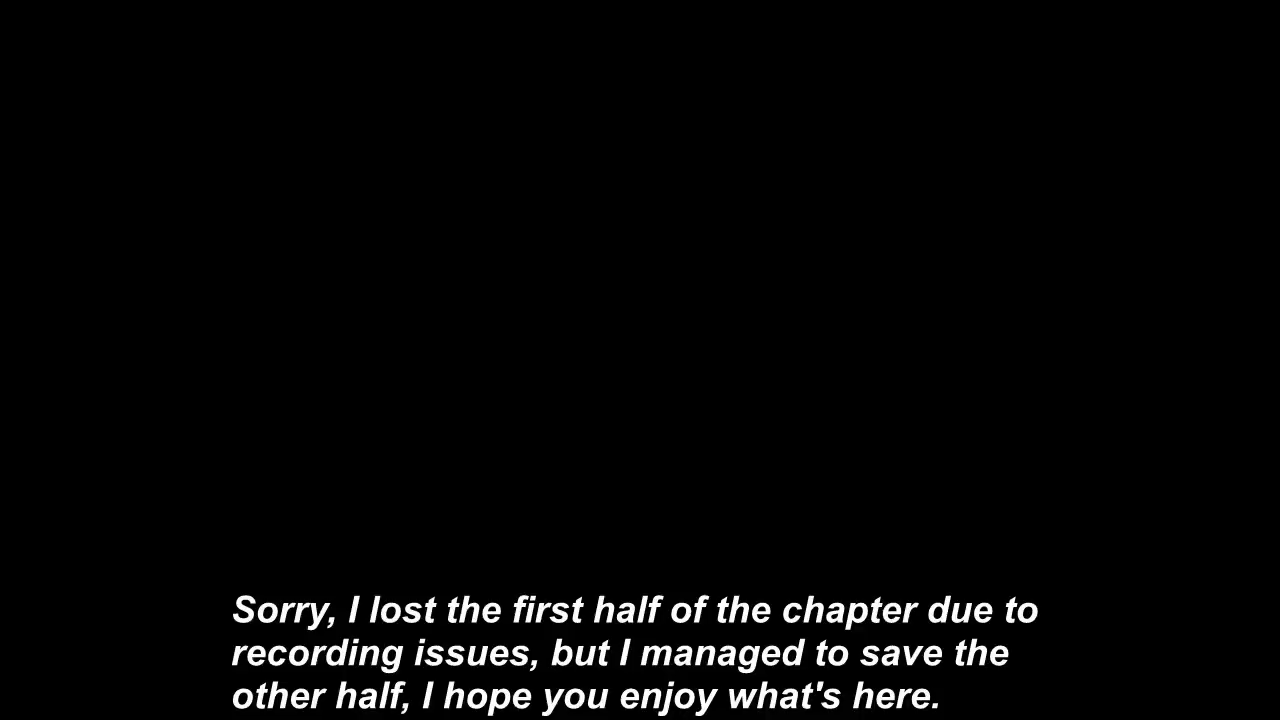 Sorry, I lost the first half of the chapter due to
recording issues, but I managed to save the
other half, I hope you enjoy what's here.